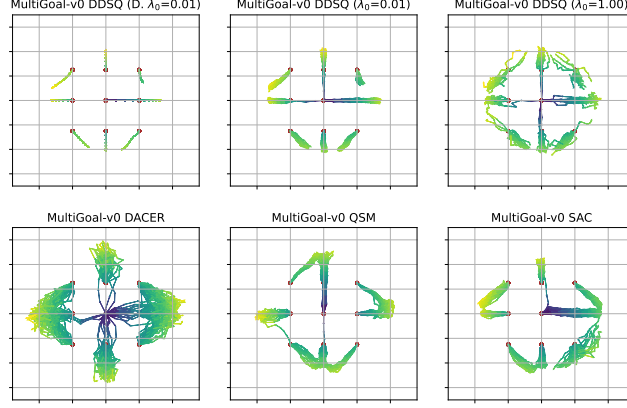 MultiGoal-v0 DDSQ (D. λ₀=0.01)
MultiGoal-v0 DDSQ (λ₀=0.01)
MultiGoal-v0 DDSQ (λ₀=1.00)
MultiGoal-v0 DACER
MultiGoal-v0 QSM
MultiGoal-v0 SAC